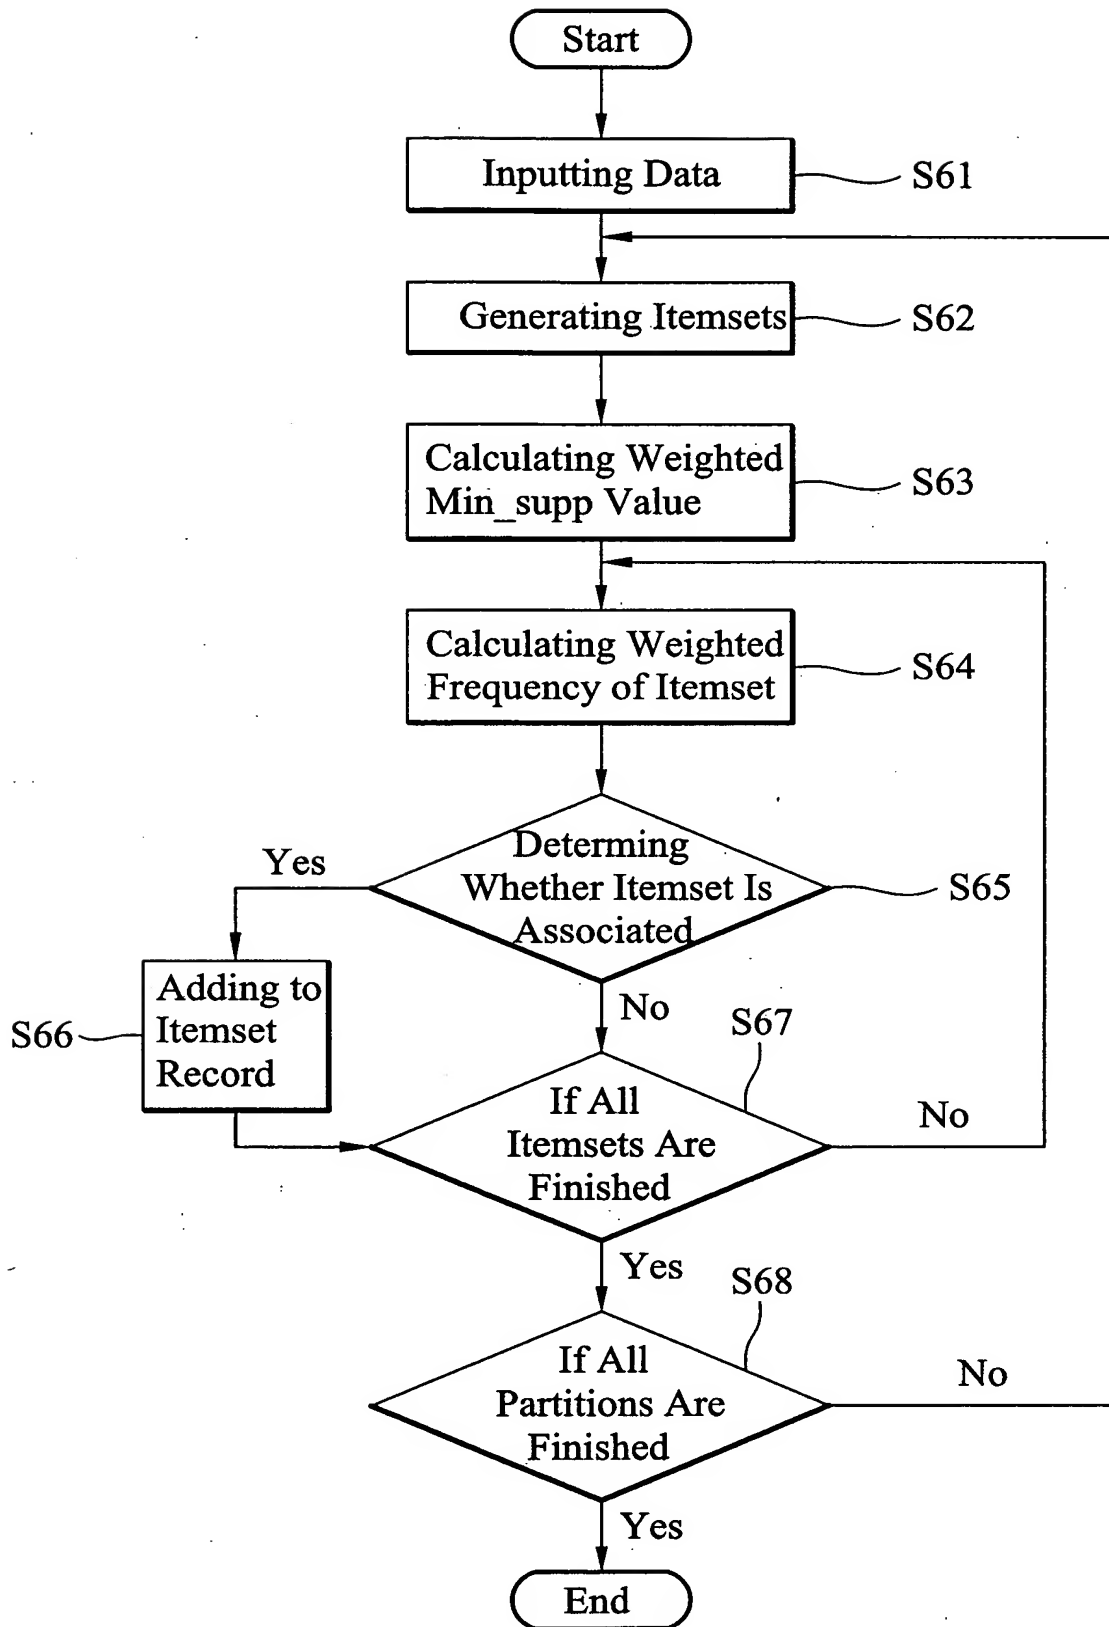 Start
Inputting Data
S61
Generating Itemsets
S62
Calculating Weighted
Min_supp Value
S63
Calculating Weighted
Frequency of Itemset
S64
Determing
Whether Itemset Is
Associated
S65
Yes
No
Adding to
Itemset
Record
S66
S67
If All
Itemsets Are
Finished
No
Yes
S68
If All
Partitions Are
Finished
No
Yes
End